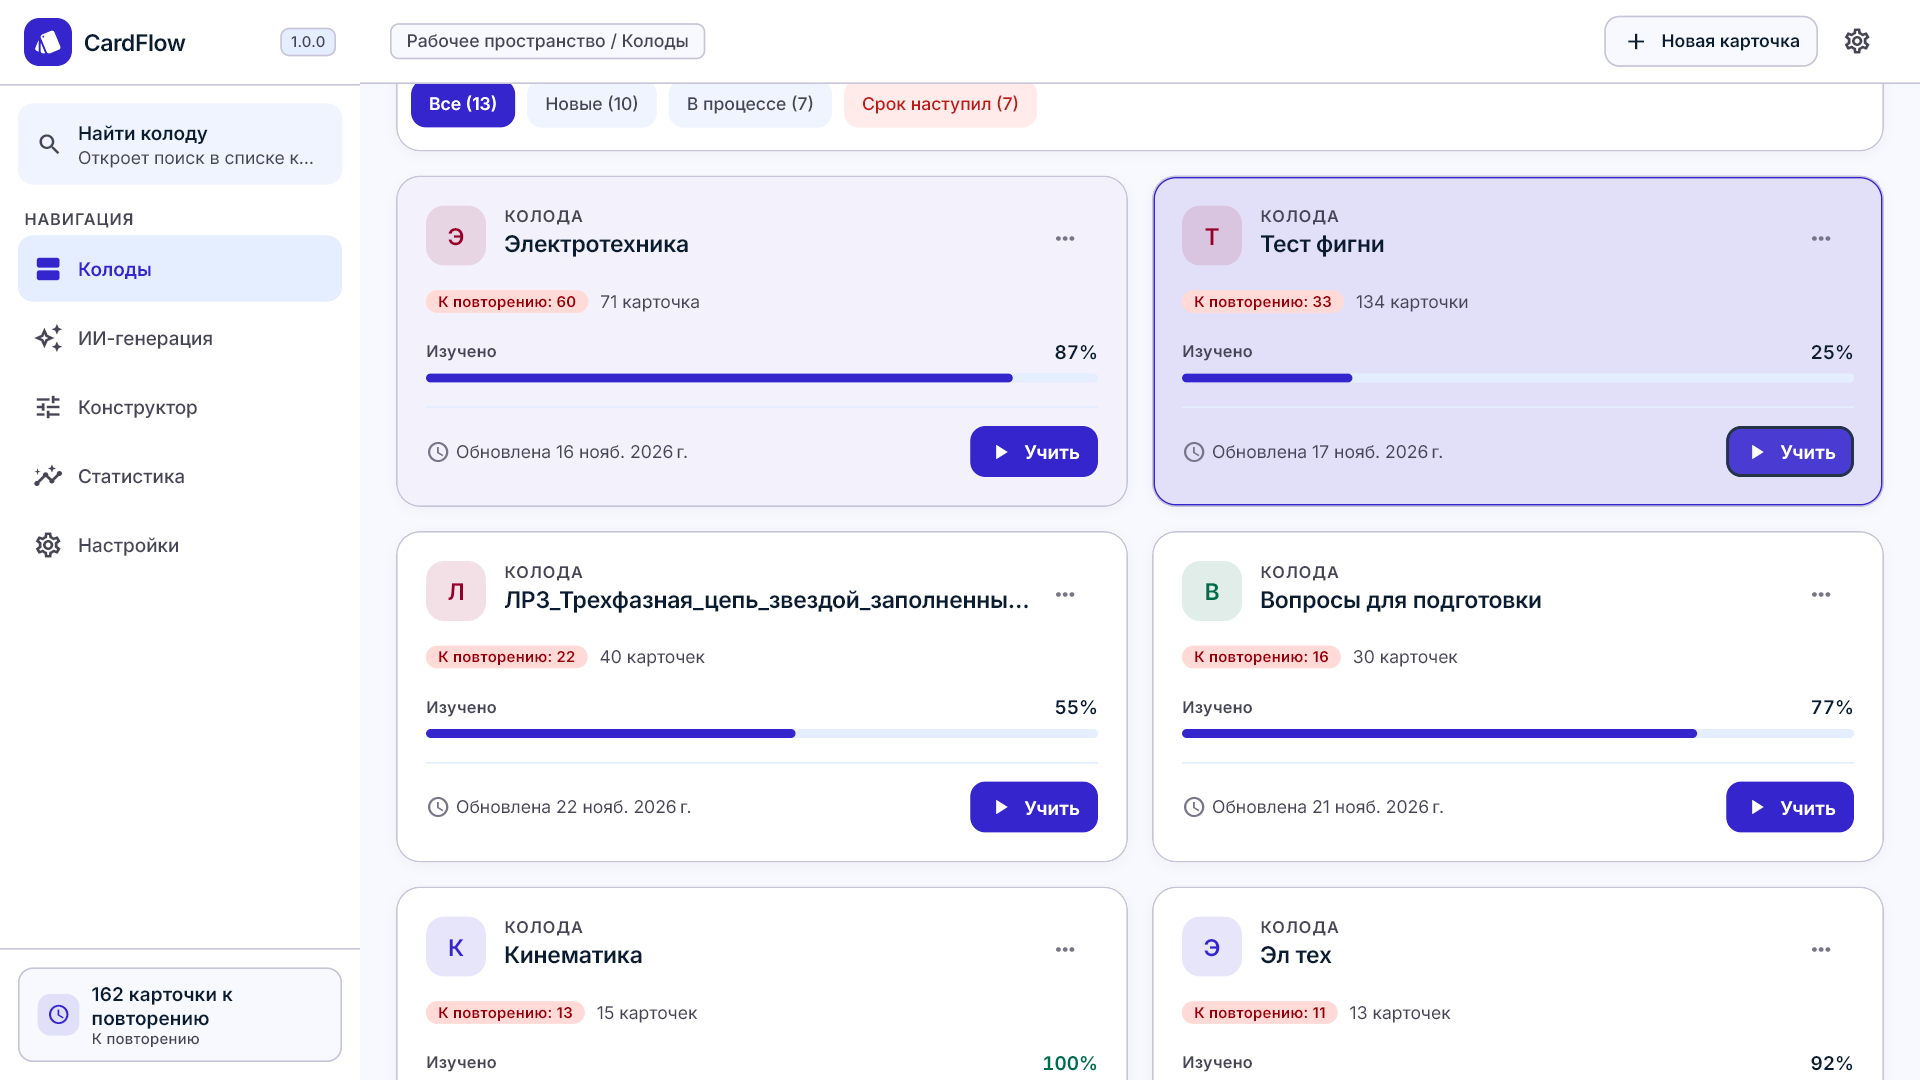 CardFlow
1.0.0
Найти колоду
Откроет поиск в списке к...
НАВИГАЦИЯ
Колоды
ИИ-генерация
Конструктор
Статистика
Настройки
162 карточки к
повторению
К повторению
Рабочее пространство / Колоды
Новая карточка
Все (13)
Новые (10)
В процессе (7)
Срок наступил (7)
Э
КОЛОДА
Электротехника
К повторению: 60
71 карточка
Изучено
87%
Обновлена 16 нояб. 2026 г.
Учить
Т
КОЛОДА
Тест фигни
К повторению: 33
134 карточки
Изучено
25%
Обновлена 17 нояб. 2026 г.
Учить
Л
КОЛОДА
ЛР3_Трехфазная_цепь_звездой_заполненны...
К повторению: 22
40 карточек
Изучено
55%
Обновлена 22 нояб. 2026 г.
Учить
В
КОЛОДА
Вопросы для подготовки
К повторению: 16
30 карточек
Изучено
77%
Обновлена 21 нояб. 2026 г.
Учить
К
КОЛОДА
Кинематика
К повторению: 13
15 карточек
Изучено
100%
Э
КОЛОДА
Эл тех
К повторению: 11
13 карточек
Изучено
92%